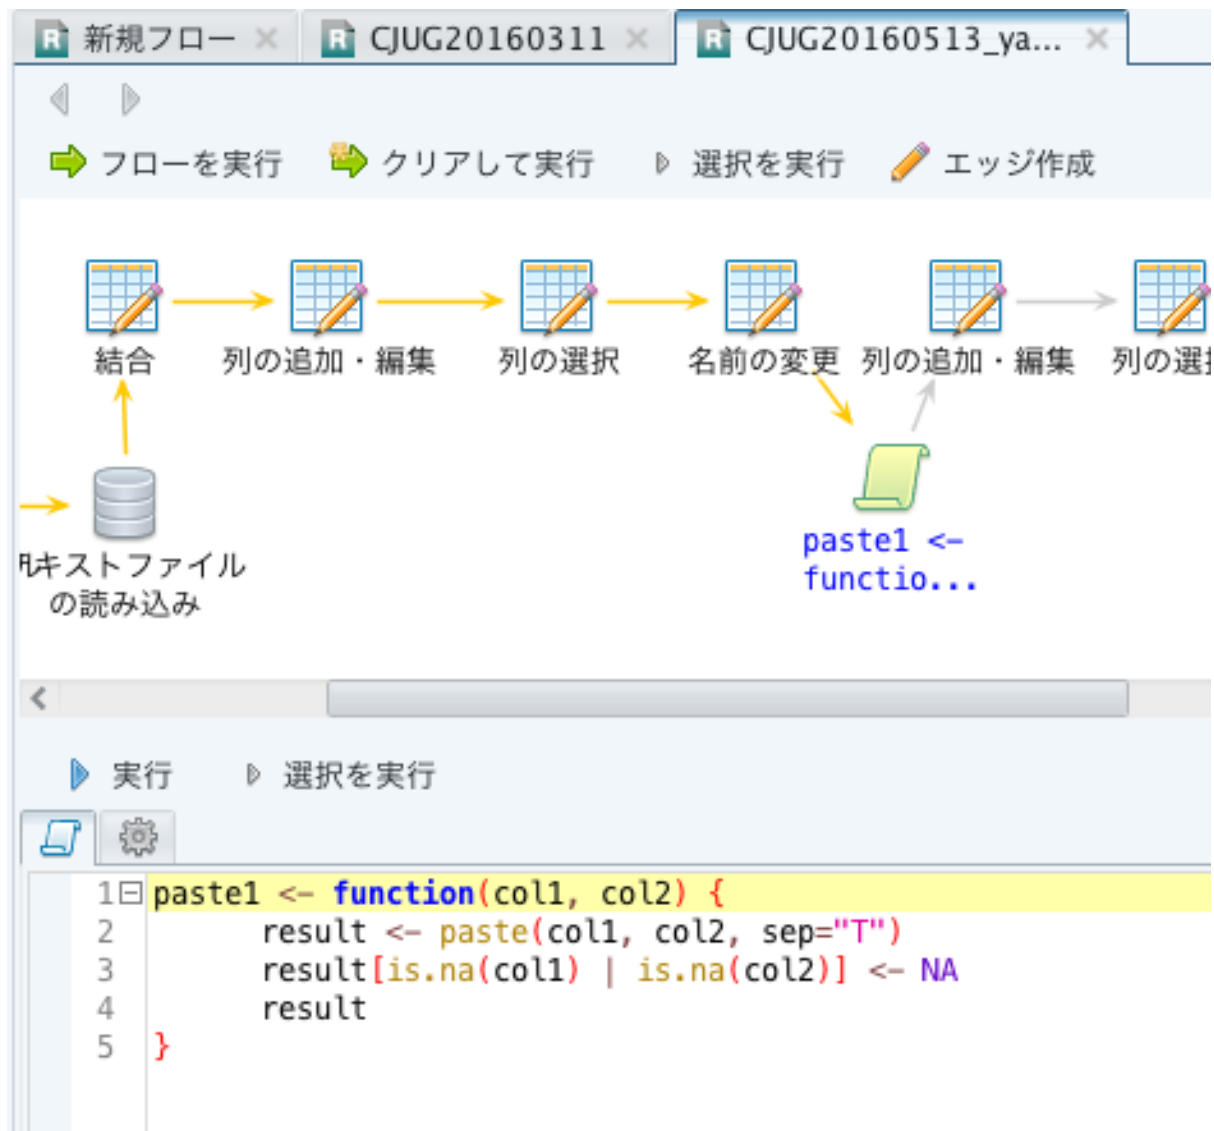 新規フロー
CJUG20160311
CJUG20160513_ya...
フローを実行
クリアして実行
選択を実行
エッジ作成
結合
列の追加・編集
列の選択
名前の変更
列の追加・編集
列の選
キストファイル
の読み込み
paste1 <-
functio...
実行
選択を実行
1 paste1 <- function(col1, col2) {
2 result <- paste(col1, col2, sep="T")
3 result[is.na(col1) | is.na(col2)] <- NA
4 result
5 }